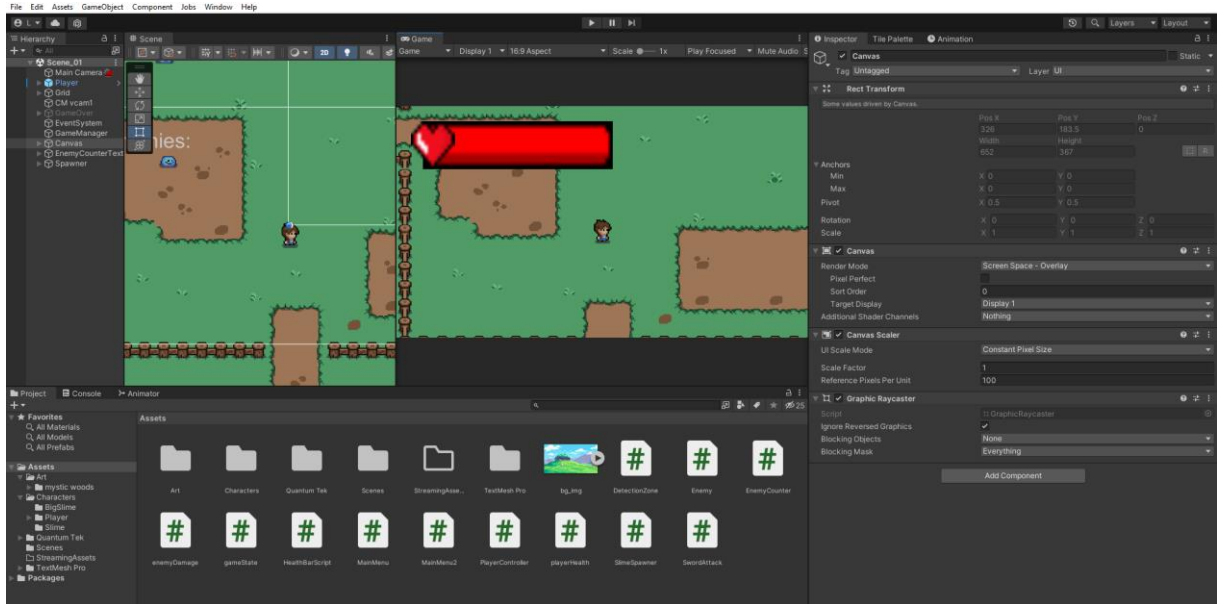 File Edit Assets GameObject Component Jobs Window Help
L
Layers Layout
Hierarchy
All
Scene_01
Main Camera
Player
Grid
CM vcam1
GameOver
EventSystem
GameManager
Canvas
EnemyCounterText
Spawner
Scene
2D
nies:
Game
Game Display 1 16:9 Aspect Scale 1x Play Focused Mute Audio S
Inspector Tile Palette Animation
Canvas Static
Tag Untagged Layer UI
Rect Transform
Some values driven by Canvas.
Pos X Pos Y Pos Z
326 183.5 0
Width Height
652 367
Anchors
Min X 0 Y 0
Max X 0 Y 0
Pivot X 0.5 Y 0.5
Rotation X 0 Y 0 Z 0
Scale X 1 Y 1 Z 1
Canvas
Render Mode Screen Space - Overlay
Pixel Perfect
Sort Order 0
Target Display Display 1
Additional Shader Channels Nothing
Canvas Scaler
UI Scale Mode Constant Pixel Size
Scale Factor 1
Reference Pixels Per Unit 100
Graphic Raycaster
Script GraphicRaycaster
Ignore Reversed Graphics
Blocking Objects None
Blocking Mask Everything
Add Component
Project Console Animator
25
Favorites
All Materials
All Models
All Prefabs
Assets
Art
mystic woods
Characters
BigSlime
Player
Slime
Quantum Tek
Scenes
StreamingAssets
TextMesh Pro
Packages
Assets
Art Characters Quantum Tek Scenes StreamingAsse... TextMesh Pro bg_img DetectionZone Enemy EnemyCounter
enemyDamage gameState HealthBarScript MainMenu MainMenu2 PlayerController playerHealth SlimeSpawner SwordAttack